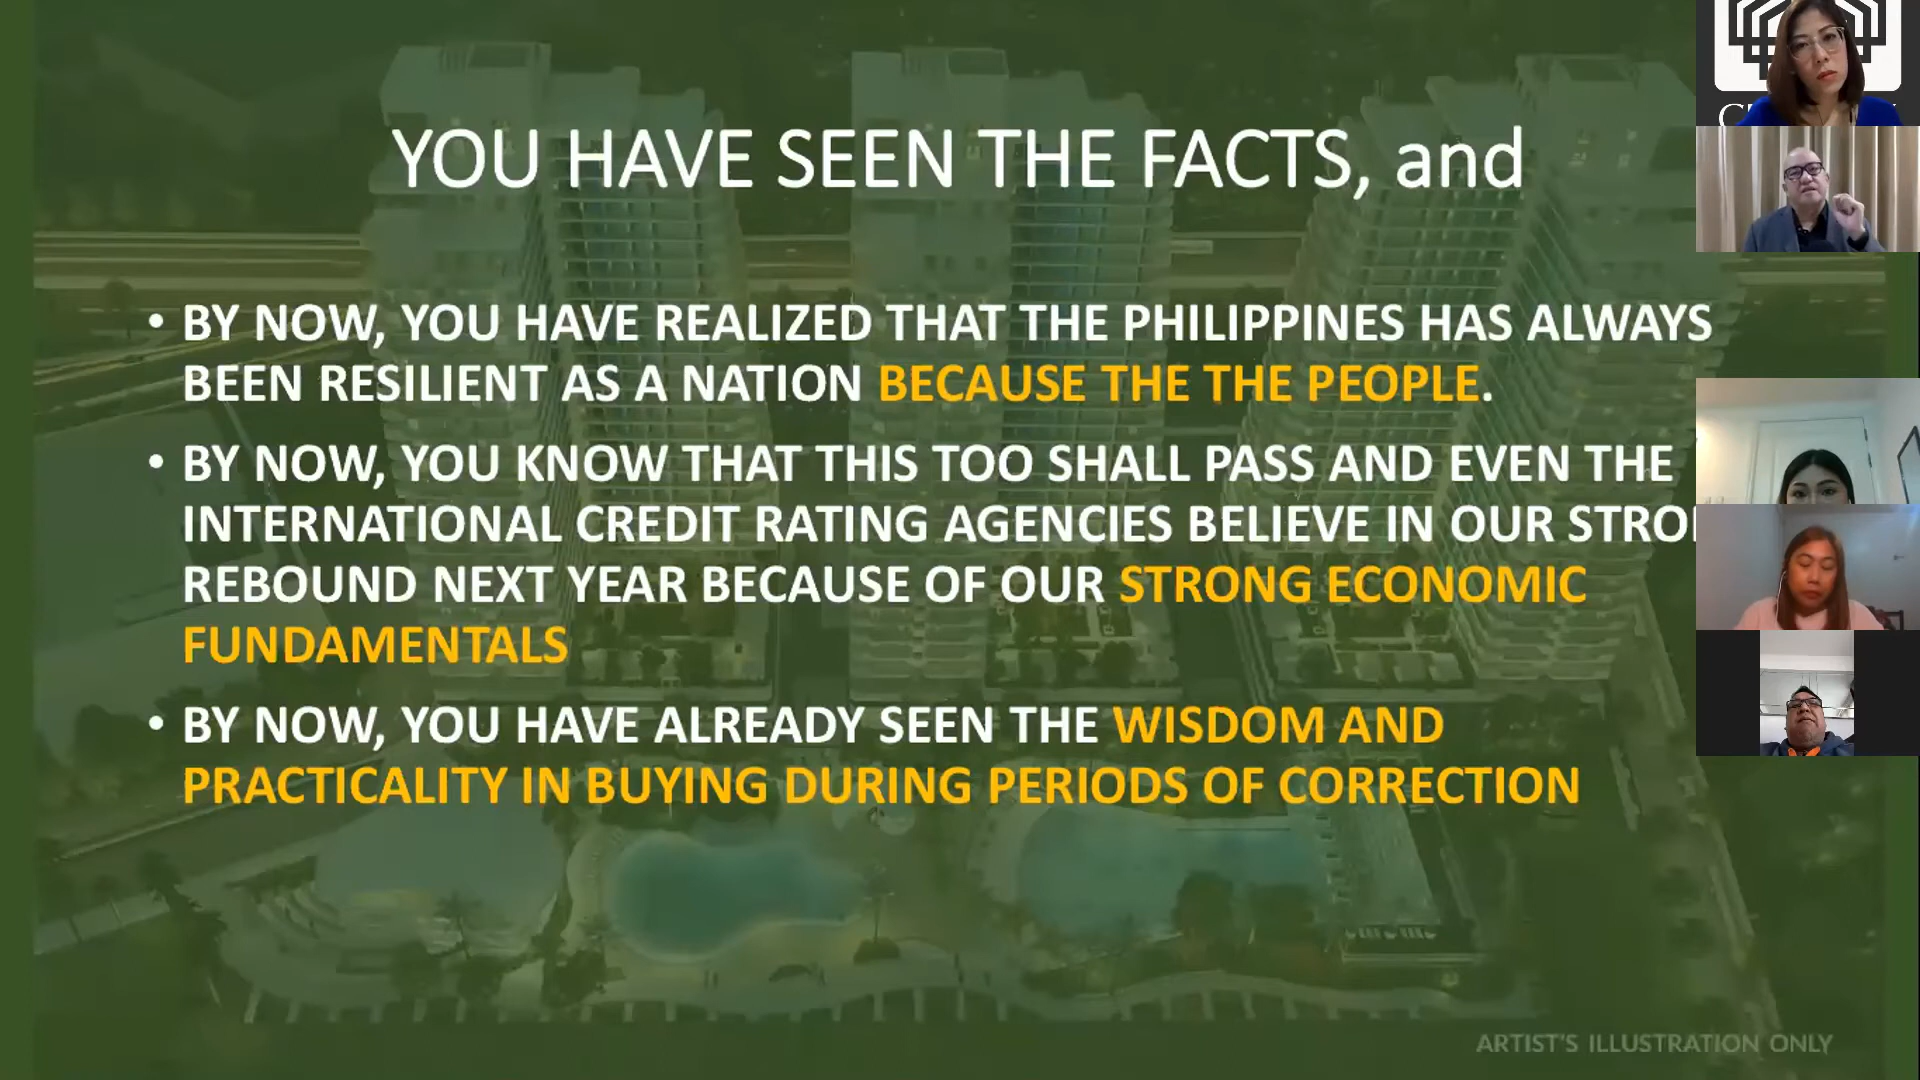 YOU HAVE SEEN THE FACTS, and
• BY NOW, YOU HAVE REALIZED THAT THE PHILIPPINES HAS ALWAYS
BEEN RESILIENT AS A NATION BECAUSE THE THE PEOPLE.
• BY NOW, YOU KNOW THAT THIS TOO SHALL PASS AND EVEN THE
INTERNATIONAL CREDIT RATING AGENCIES BELIEVE IN OUR
REBOUND NEXT YEAR BECAUSE OF OUR STRONG ECONOMIC
FUNDAMENTALS
• BY NOW, YOU HAVE ALREADY SEEN THE WISDOM AND
PRACTICALITY IN BUYING DURING PERIODS OF CORRECTION
ARTIST'S ILLUSTRATION ONLY